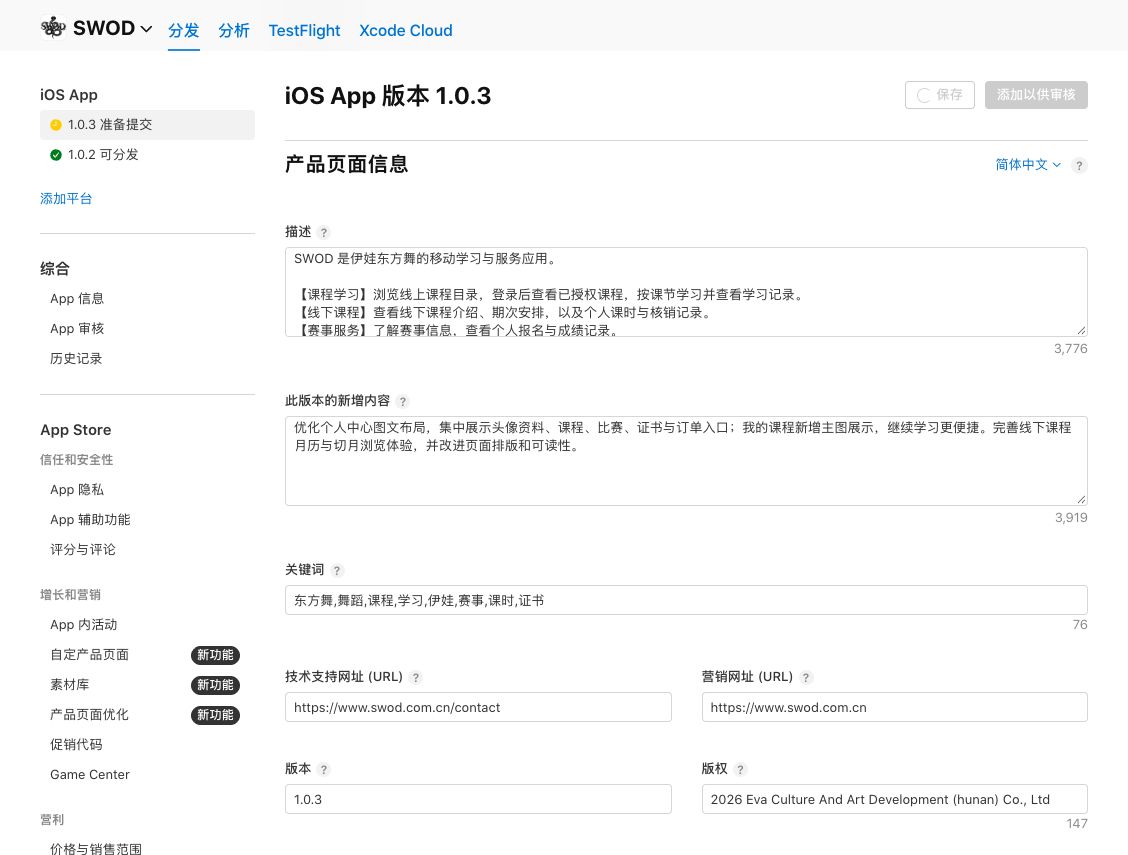 SWOD
分发
分析
TestFlight
Xcode Cloud
iOS App
1.0.3 准备提交
1.0.2 可分发
添加平台
综合
App 信息
App 审核
历史记录
App Store
信任和安全性
App 隐私
App 辅助功能
评分与评论
增长和营销
App 内活动
自定产品页面 新功能
素材库 新功能
产品页面优化 新功能
促销代码
Game Center
营利
价格与销售范围
iOS App 版本 1.0.3
保存
添加以供审核
产品页面信息
简体中文 ?
描述 ?
SWOD 是伊娃东方舞的移动学习与服务应用。
【课程学习】浏览线上课程目录，登录后查看已授权课程，按课节学习并查看学习记录。
【线下课程】查看线下课程介绍、期次安排，以及个人课时与核销记录。
【赛事服务】了解赛事信息，查看个人报名与成绩记录。
3,776
此版本的新增内容 ?
优化个人中心图文布局，集中展示头像资料、课程、比赛、证书与订单入口；我的课程新增主图展示，继续学习更便捷。完善线下课程
月历与切月浏览体验，并改进页面排版和可读性。
3,919
关键词 ?
东方舞,舞蹈,课程,学习,伊娃,赛事,课时,证书
76
技术支持网址 (URL) ?
https://www.swod.com.cn/contact
营销网址 (URL) ?
https://www.swod.com.cn
版本 ?
1.0.3
版权 ?
2026 Eva Culture And Art Development (hunan) Co., Ltd
147